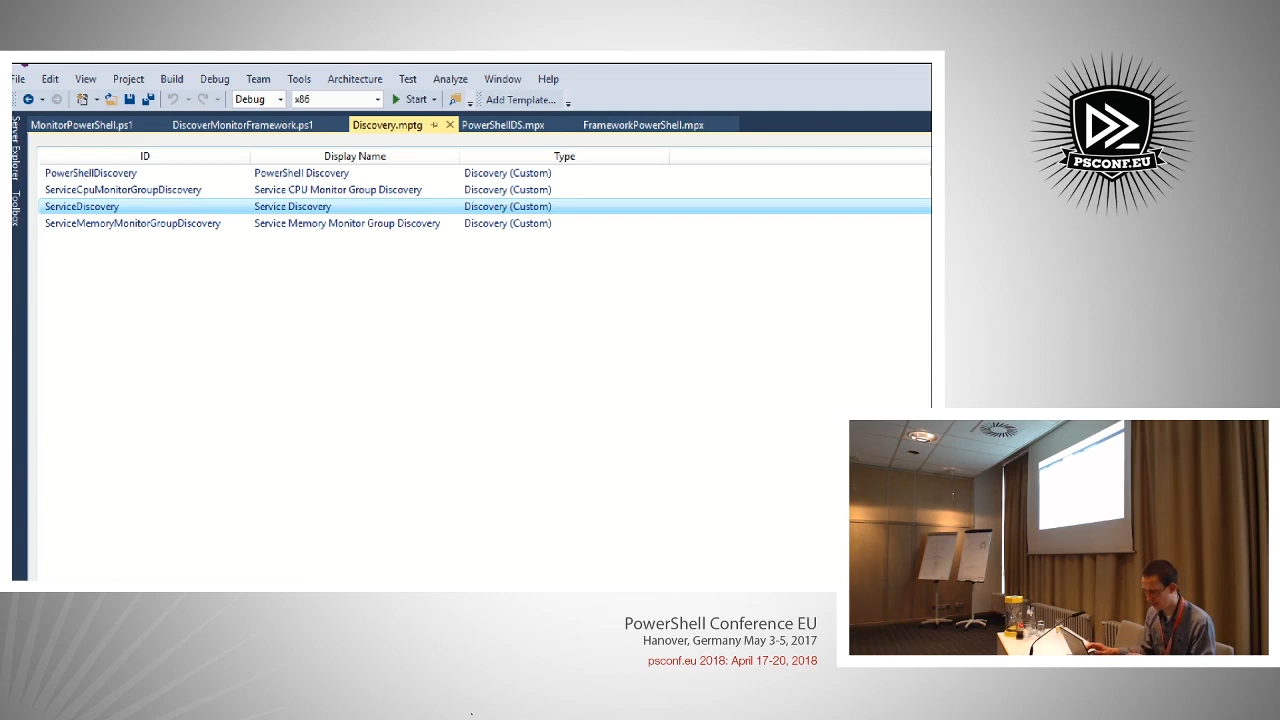 File Edit View Project Build Debug Team Tools Architecture Test Analyze Window Help
Debug x86 Start Add Template...
MonitorPowerShell.ps1 DiscoverMonitorFramework.ps1 Discovery.mptg PowerShellDS.mpx FrameworkPowerShell.mpx
Server Explorer
Toolbox
ID Display Name Type
PowerShellDiscovery PowerShell Discovery Discovery (Custom)
ServiceCpuMonitorGroupDiscovery Service CPU Monitor Group Discovery Discovery (Custom)
ServiceDiscovery Service Discovery Discovery (Custom)
ServiceMemoryMonitorGroupDiscovery Service Memory Monitor Group Discovery Discovery (Custom)
PSCONF.EU
PowerShell Conference EU
Hanover, Germany May 3-5, 2017
psconf.eu 2018: April 17-20, 2018